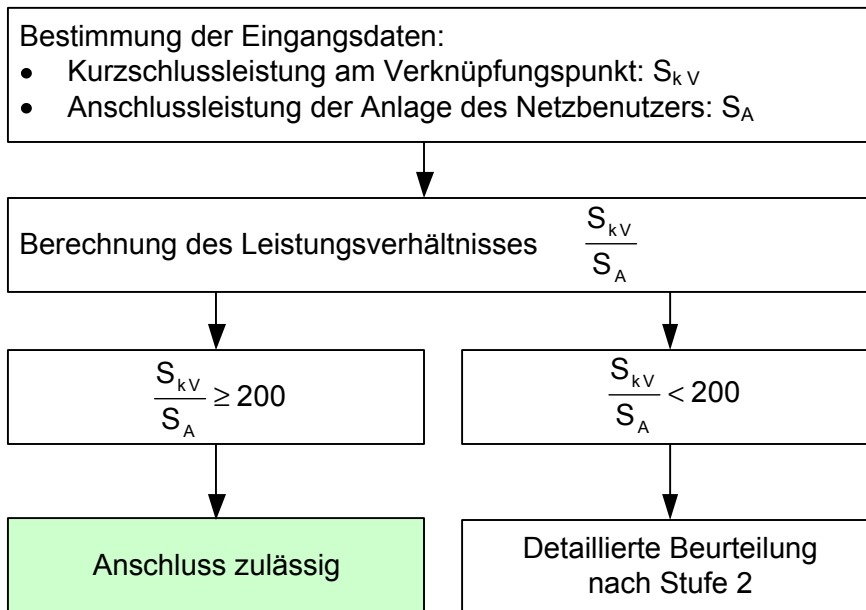 Bestimmung der Eingangsdaten:
• Kurzschlussleistung am Verknüpfungspunkt: S_kV
• Anschlussleistung der Anlage des Netzbenutzers: S_A
Berechnung des Leistungsverhältnisses S_kV / S_A
S_kV / S_A ≥ 200
S_kV / S_A < 200
Anschluss zulässig
Detaillierte Beurteilung
nach Stufe 2